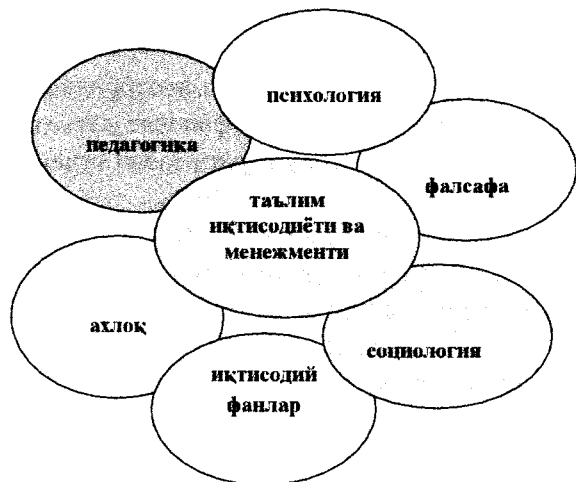 психология
педагогика
фалсафа
таълим
иқтисодиёти ва
менежменти
ахлоқ
социология
иқтисодий
фанлар